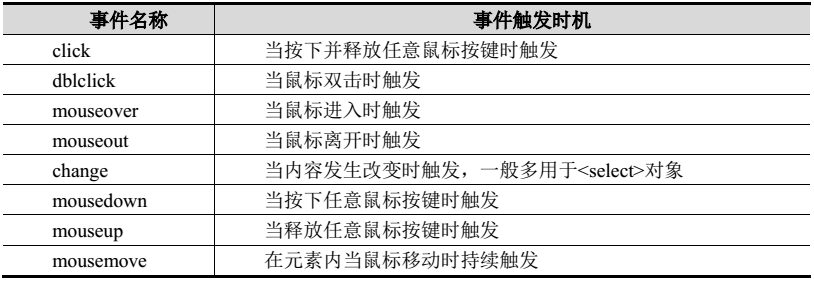 事件名称 事件触发时机
click 当按下并释放任意鼠标按键时触发
dblclick 当鼠标双击时触发
mouseover 当鼠标进入时触发
mouseout 当鼠标离开时触发
change 当内容发生改变时触发，一般多用于<select>对象
mousedown 当按下任意鼠标按键时触发
mouseup 当释放任意鼠标按键时触发
mousemove 在元素内当鼠标移动时持续触发